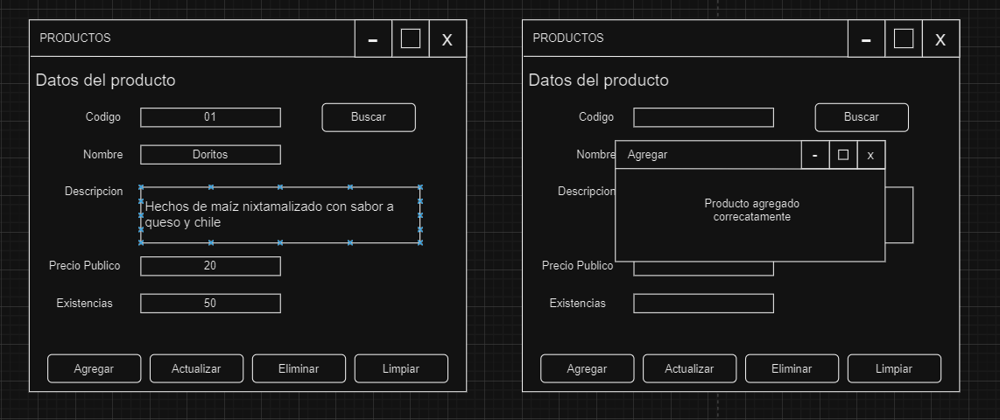 PRODUCTOS
- X
Datos del producto
Codigo 01 Buscar
Nombre Doritos
Descripcion
Hechos de maíz nixtamalizado con sabor a
queso y chile
Precio Publico 20
Existencias 50
Agregar Actualizar Eliminar Limpiar
PRODUCTOS
- X
Datos del producto
Codigo Buscar
Nombre
Agregar
- x
Descripcion
Producto agregado
correcatamente
Precio Publico
Existencias
Agregar Actualizar Eliminar Limpiar